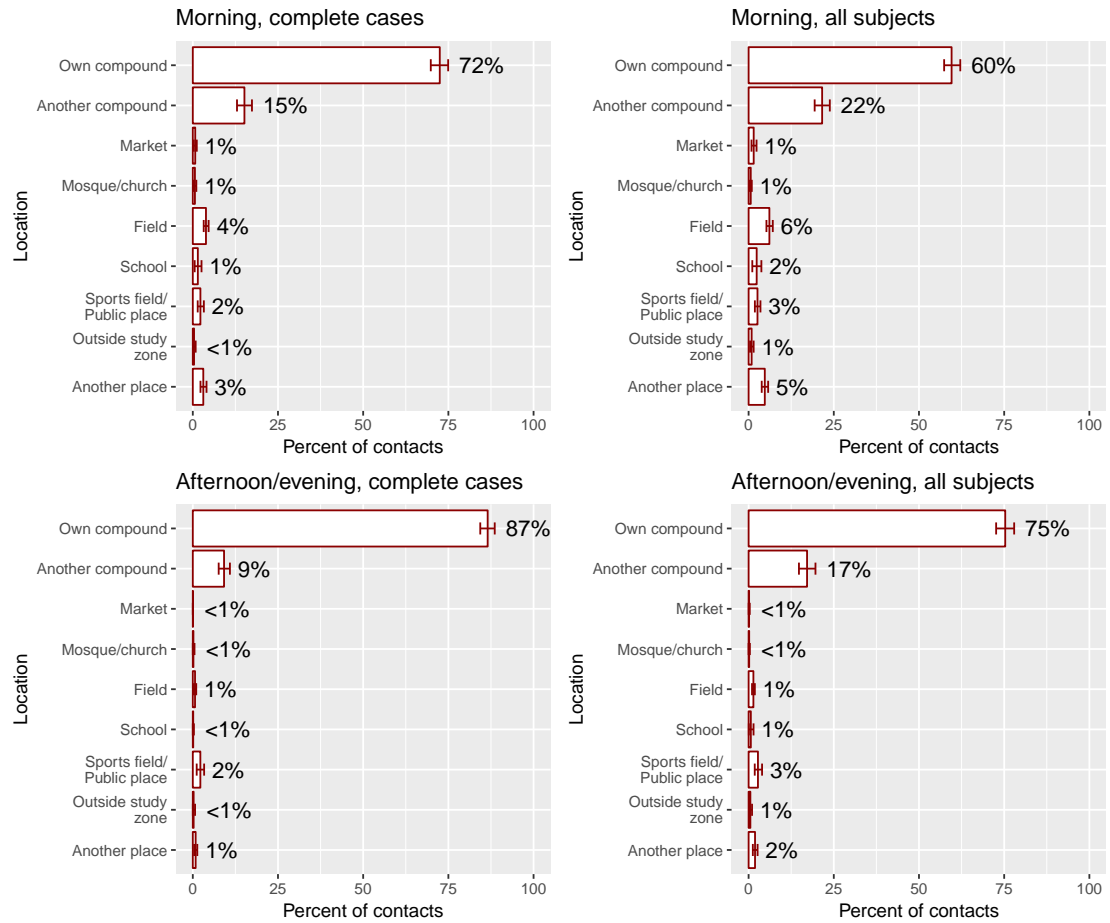 Morning, complete cases
Own compound 72%
Another compound 15%
Market 1%
Mosque/church 1%
Field 4%
School 1%
Sports field/
Public place 2%
Outside study
zone <1%
Another place 3%
Location
0 25 50 75 100
Percent of contacts
Morning, all subjects
Own compound 60%
Another compound 22%
Market 1%
Mosque/church 1%
Field 6%
School 2%
Sports field/
Public place 3%
Outside study
zone 1%
Another place 5%
Location
0 25 50 75 100
Percent of contacts
Afternoon/evening, complete cases
Own compound 87%
Another compound 9%
Market <1%
Mosque/church <1%
Field 1%
School <1%
Sports field/
Public place 2%
Outside study
zone <1%
Another place 1%
Location
0 25 50 75 100
Percent of contacts
Afternoon/evening, all subjects
Own compound 75%
Another compound 17%
Market <1%
Mosque/church <1%
Field 1%
School 1%
Sports field/
Public place 3%
Outside study
zone 1%
Another place 2%
Location
0 25 50 75 100
Percent of contacts